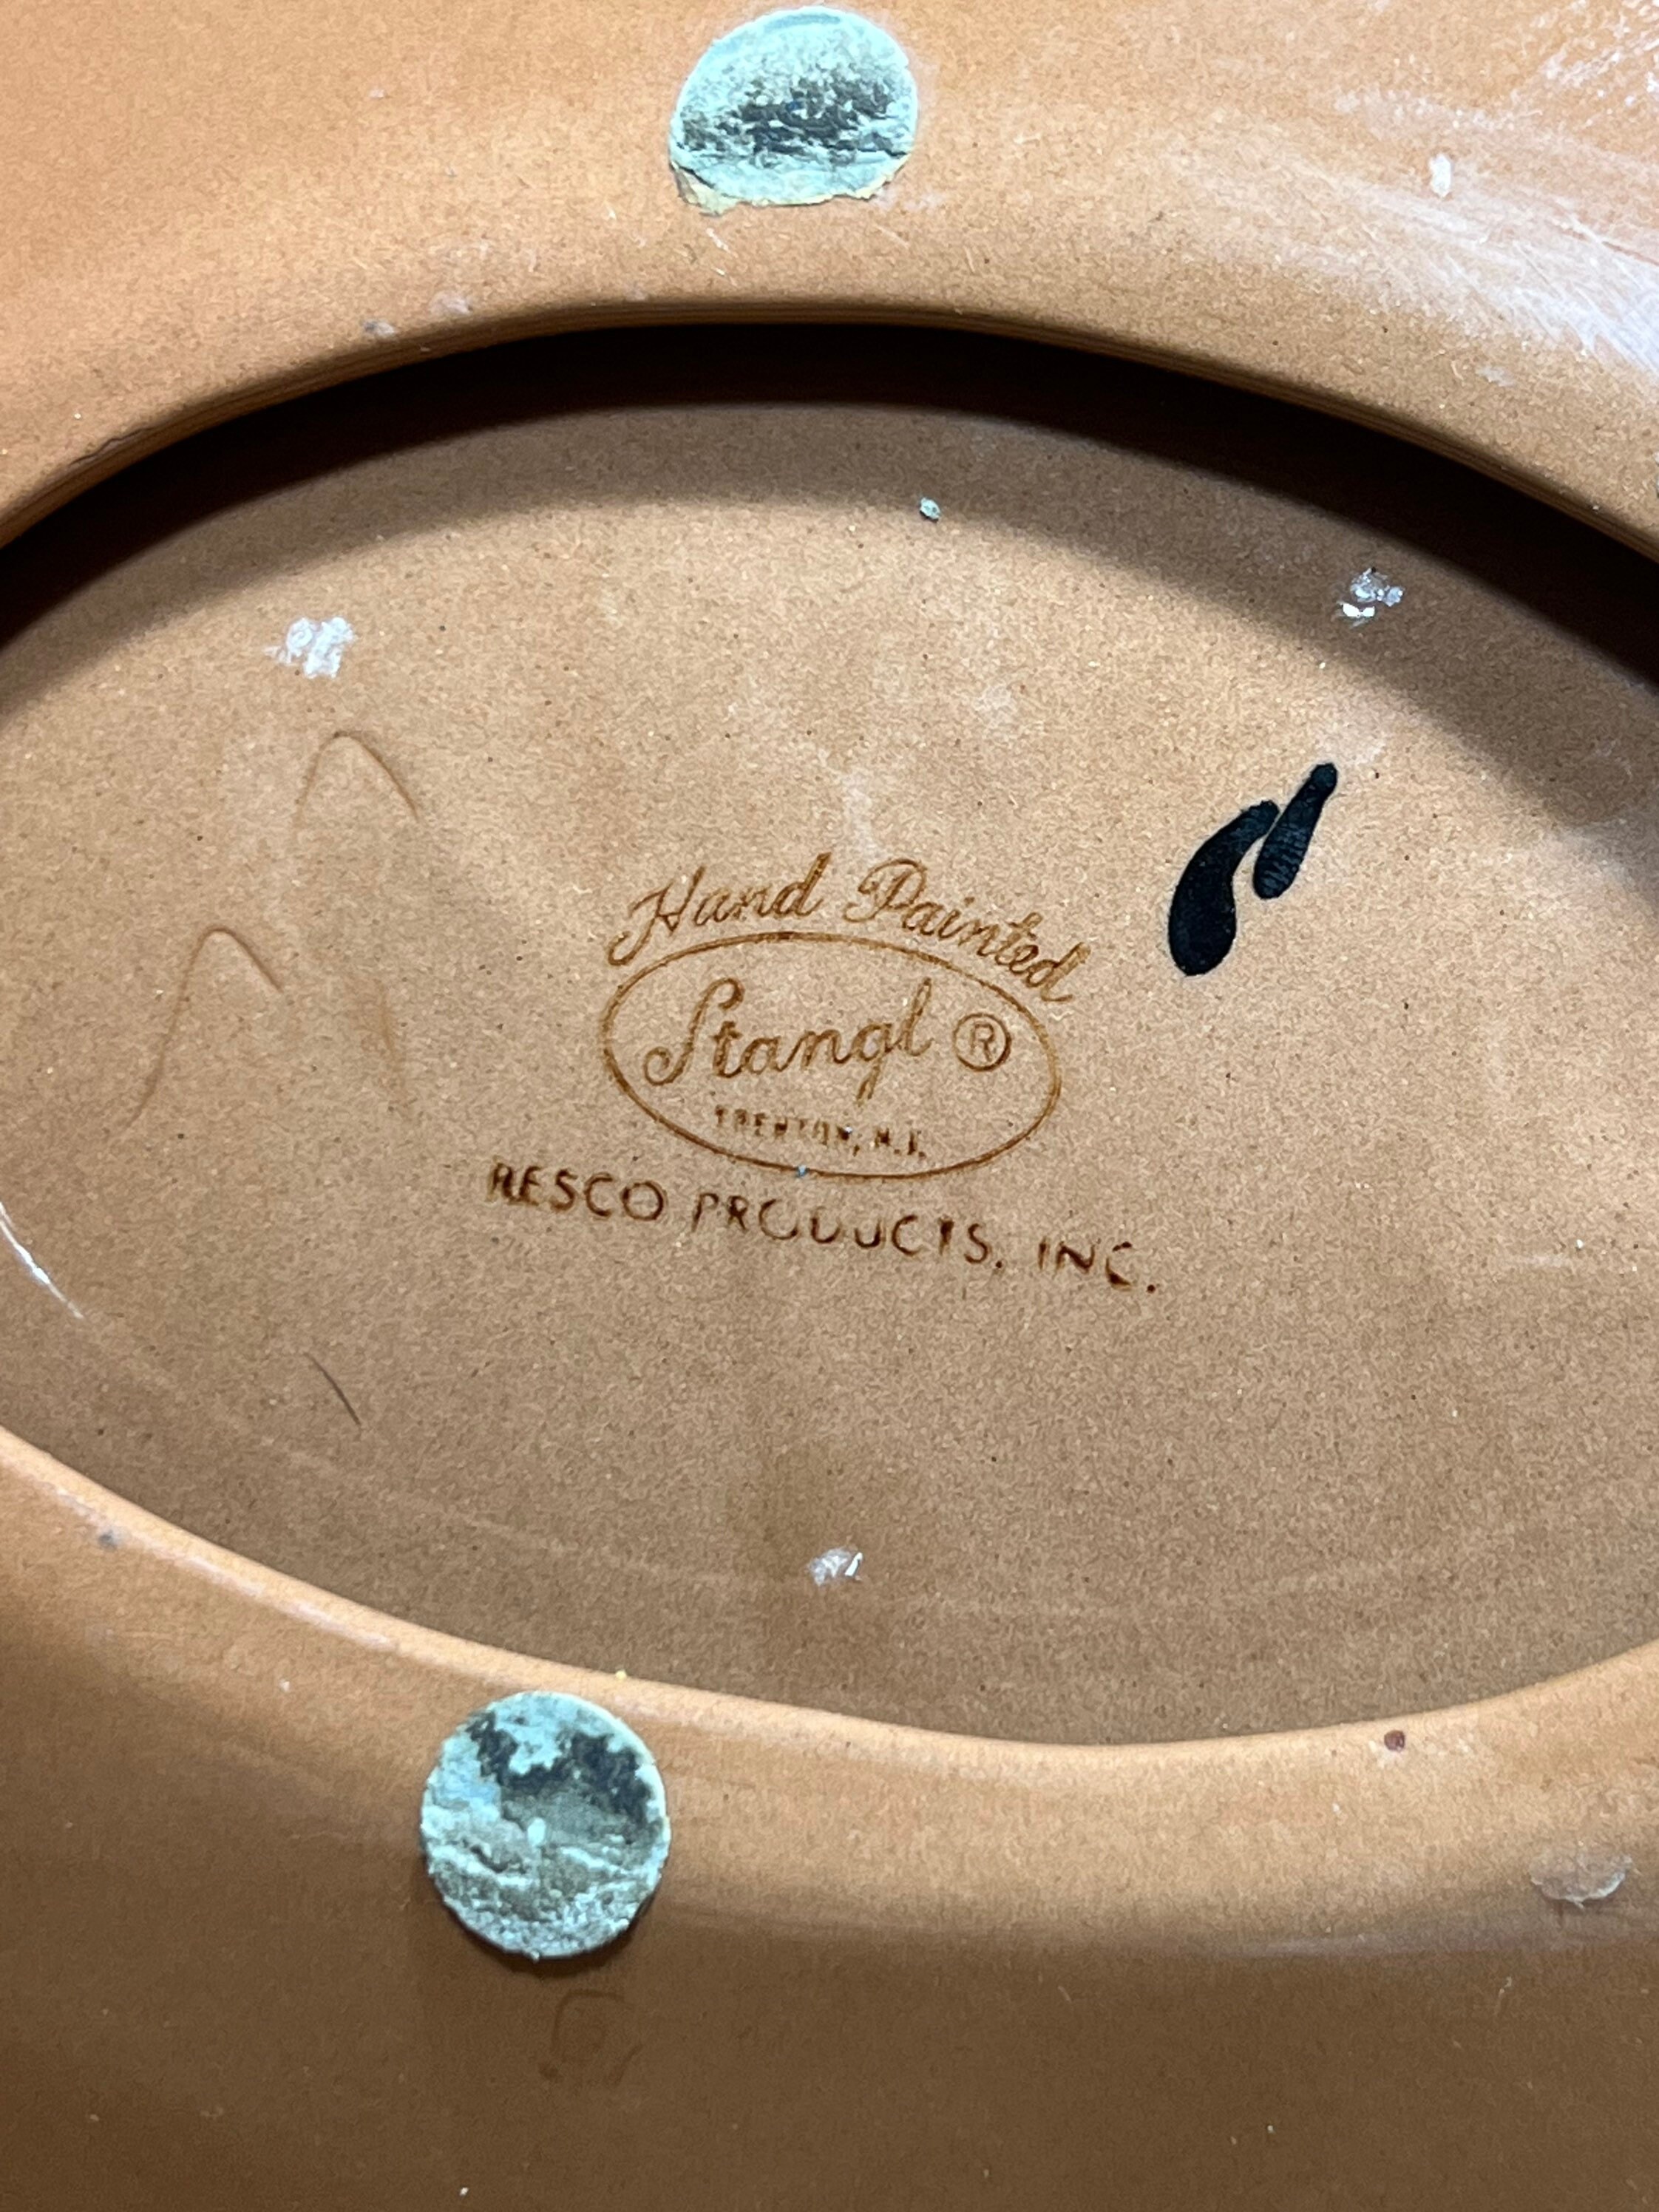 Hand Painted
Stangl ®
TRENTON, N.J.
RESCO PRODUCTS, INC.